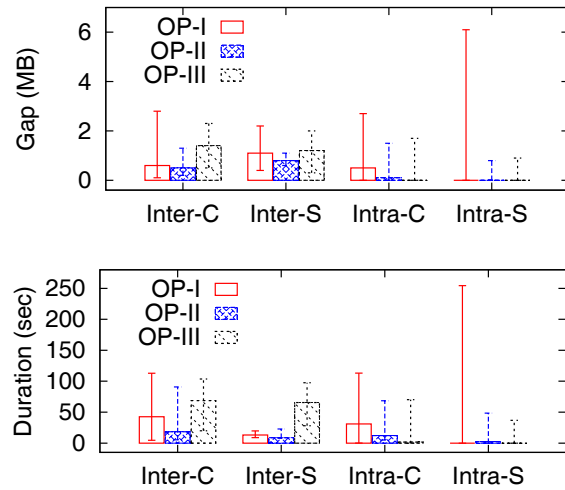 OP-I
OP-II
OP-III
Gap (MB)
6
4
2
0
Inter-C Inter-S Intra-C Intra-S
OP-I
OP-II
OP-III
Duration (sec)
250
200
150
100
50
0
Inter-C Inter-S Intra-C Intra-S